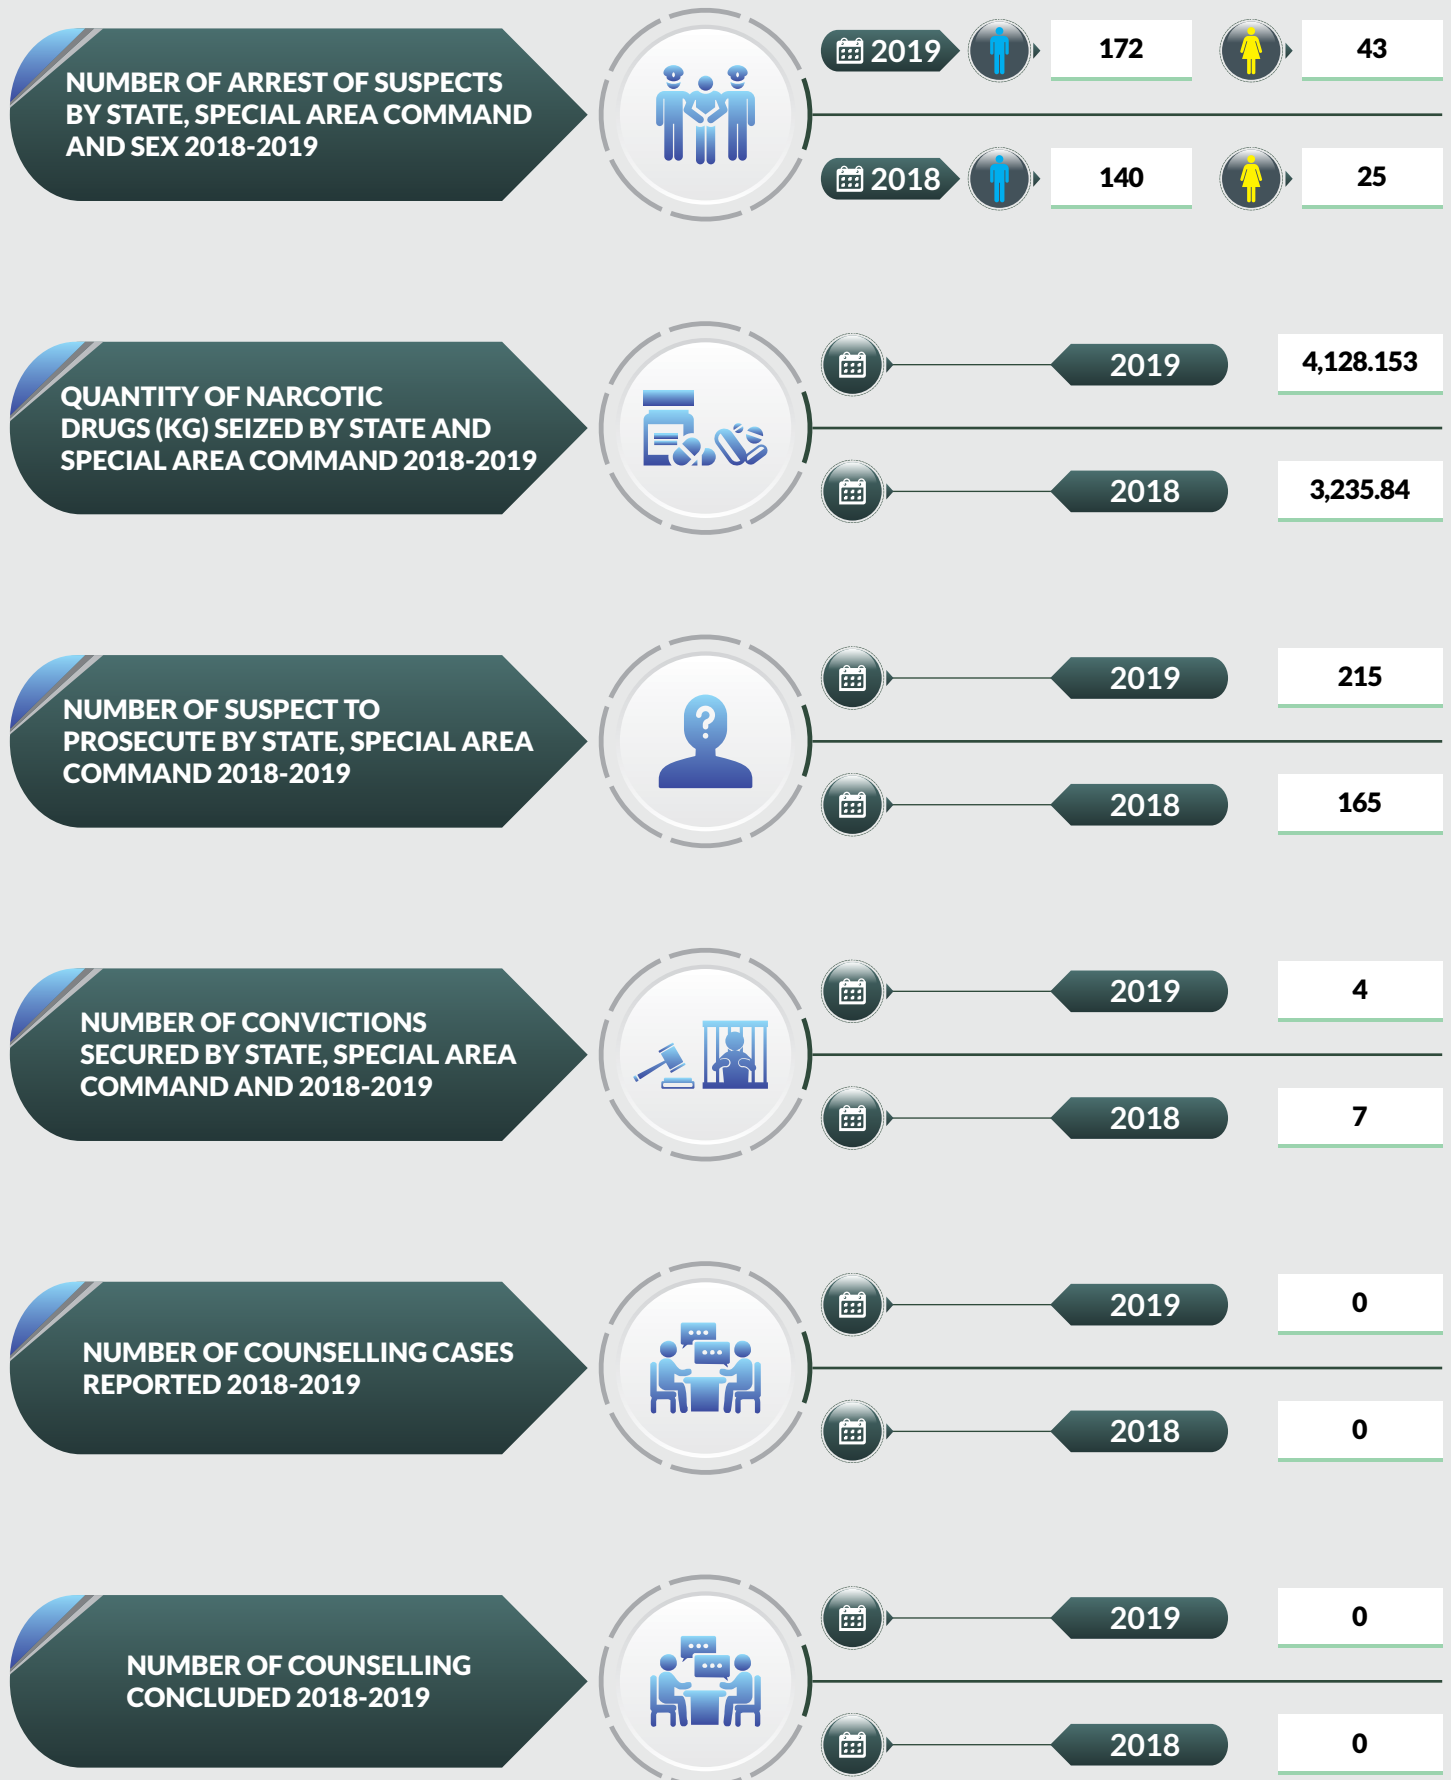 NUMBER OF ARREST OF SUSPECTS
BY STATE, SPECIAL AREA COMMAND
AND SEX 2018-2019
2019 172 43
2018 140 25
QUANTITY OF NARCOTIC
DRUGS (KG) SEIZED BY STATE AND
SPECIAL AREA COMMAND 2018-2019
2019 4,128.153
2018 3,235.84
NUMBER OF SUSPECT TO
PROSECUTE BY STATE, SPECIAL AREA
COMMAND 2018-2019
2019 215
2018 165
NUMBER OF CONVICTIONS
SECURED BY STATE, SPECIAL AREA
COMMAND AND 2018-2019
2019 4
2018 7
NUMBER OF COUNSELLING CASES
REPORTED 2018-2019
2019 0
2018 0
NUMBER OF COUNSELLING
CONCLUDED 2018-2019
2019 0
2018 0